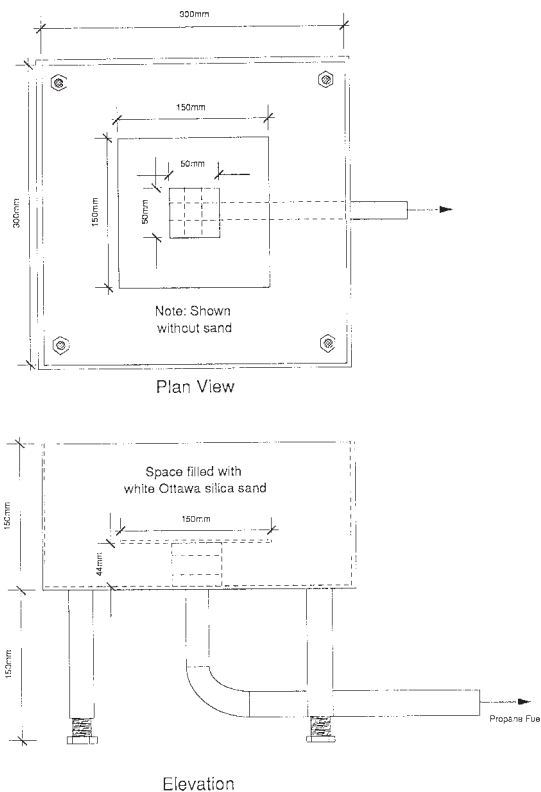 300mm
150mm
50mm
300mm
150mm
50mm
Note: Shown
without sand
Plan View
Space filled with
white Ottawa silica sand
150mm
150mm
44mm
150mm
Propane Fue
Elevation